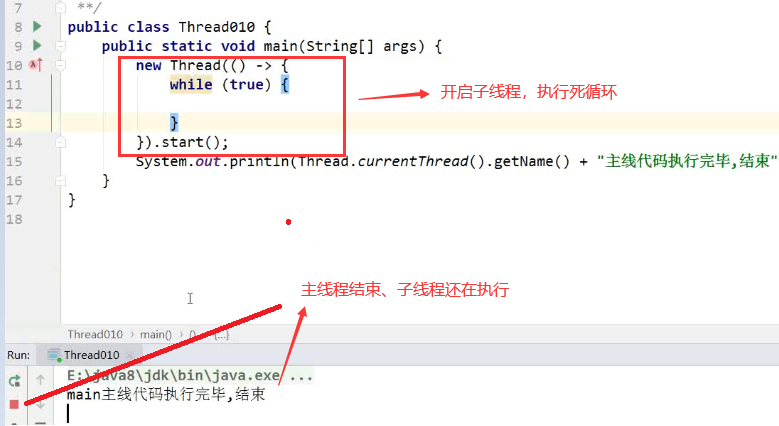 7 **/
8 public class Thread010 {
9 public static void main(String[] args) {
10 new Thread(() -> {
11 while (true) {
12
13 }
开启子线程，执行死循环
14 }).start();
15 System.out.println(Thread.currentThread().getName() + "主线代码执行完毕,结束"
16 }
17 }
18
主线程结束、子线程还在执行
Thread010 › main() › () -> {...}
Run: Thread010 ×
E:\java8\jdk\bin\java.exe ...
main主线代码执行完毕,结束